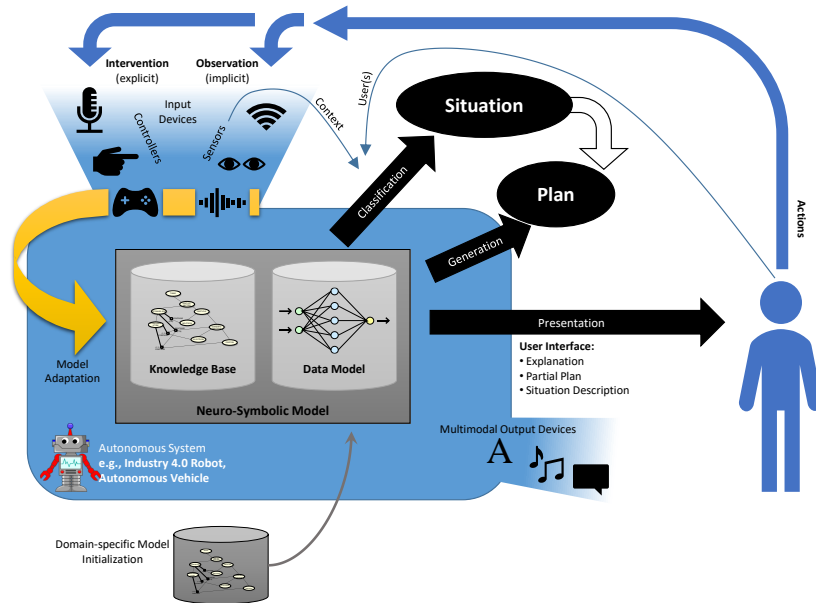 Intervention
(explicit)
Observation
(implicit)
Input
Devices
Controllers
Sensors
Context
User(s)
Situation
Plan
Classification
Generation
Actions
Presentation
User Interface:
• Explanation
• Partial Plan
• Situation Description
Model
Adaptation
Knowledge Base
Data Model
Neuro-Symbolic Model
Multimodal Output Devices
A
Autonomous System
e.g., Industry 4.0 Robot,
Autonomous Vehicle
Domain-specific Model
Initialization